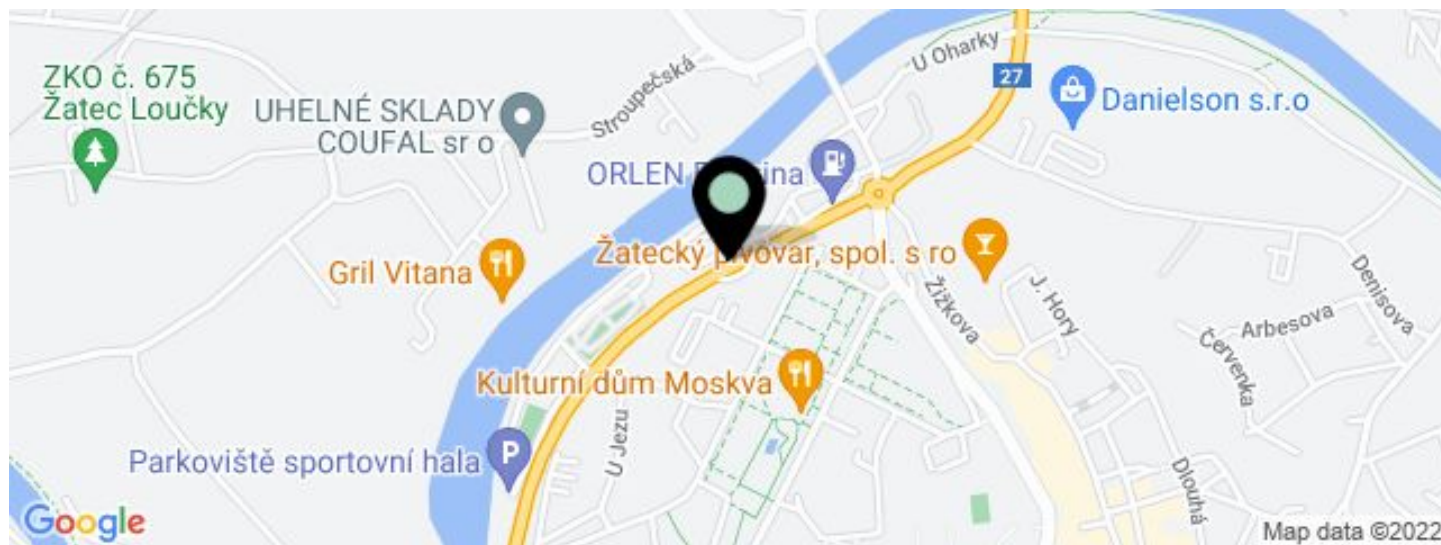 ZKO č. 675
Žatec Loučky
UHELNÉ SKLADY
COUFAL sr o
Stroupečská
U Oharky
27
Danielson s.r.o
ORLEN
Žatecký pivovar, spol. s ro
Gril Vitana
Žižkova
J. Hory
Denisova
Arbesova
Červenka
Kulturní dům Moskva
U Jezu
P
Parkoviště sportovní hala
Dlouhá
Google
Map data ©2022